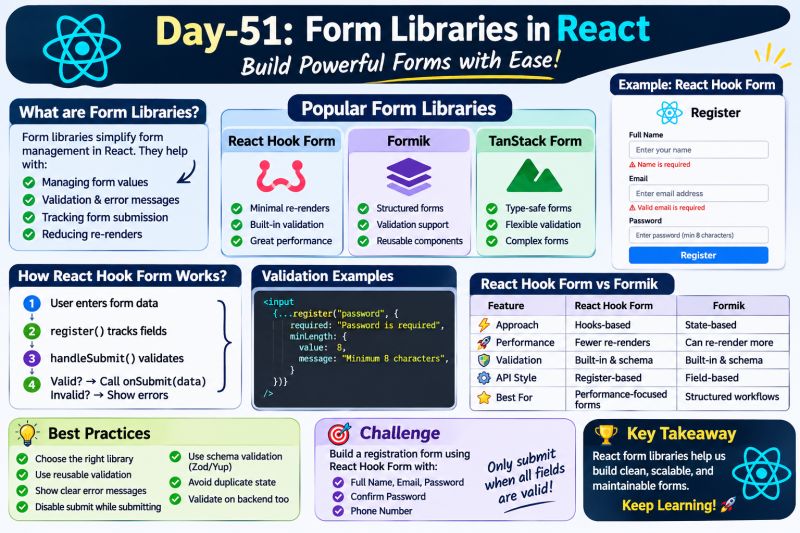 Day-51: Form Libraries in React
Build Powerful Forms with Ease!
What are Form Libraries?
Form libraries simplify form
management in React. They help
with:
Managing form values
Validation & error messages
Tracking form submission
Reducing re-renders
Popular Form Libraries
React Hook Form
Minimal re-renders
Built-in validation
Great performance
Formik
Structured forms
Validation support
Reusable components
TanStack Form
Type-safe forms
Flexible validation
Complex forms
Example: React Hook Form
Register
Full Name
Enter your name
Name is required
Email
Enter email address
Valid email is required
Password
Enter password (min 8 characters)
Register
How React Hook Form Works?
1 User enters form data
2 register() tracks fields
3 handleSubmit() validates
4 Valid? → Call onSubmit(data)
Invalid? → Show errors
Validation Examples
<input
{...register("password", {
required: "Password is required",
minLength: {
value: 8,
message: "Minimum 8 characters",
}
})}
/>
React Hook Form vs Formik
Feature React Hook Form Formik
Approach Hooks-based State-based
Performance Fewer re-renders Can re-render more
Validation Built-in & schema Built-in & schema
API Style Register-based Field-based
Best For Performance-focused forms Structured workflows
Best Practices
Choose the right library
Use reusable validation
Show clear error messages
Disable submit while submitting
Use schema validation
(Zod/Yup)
Avoid duplicate state
Validate on backend too
Challenge
Build a registration form using
React Hook Form with:
Full Name, Email, Password
Confirm Password
Phone Number
Only submit
when all fields
are valid!
Key Takeaway
React form libraries help us
build clean, scalable, and
maintainable forms.
Keep Learning!